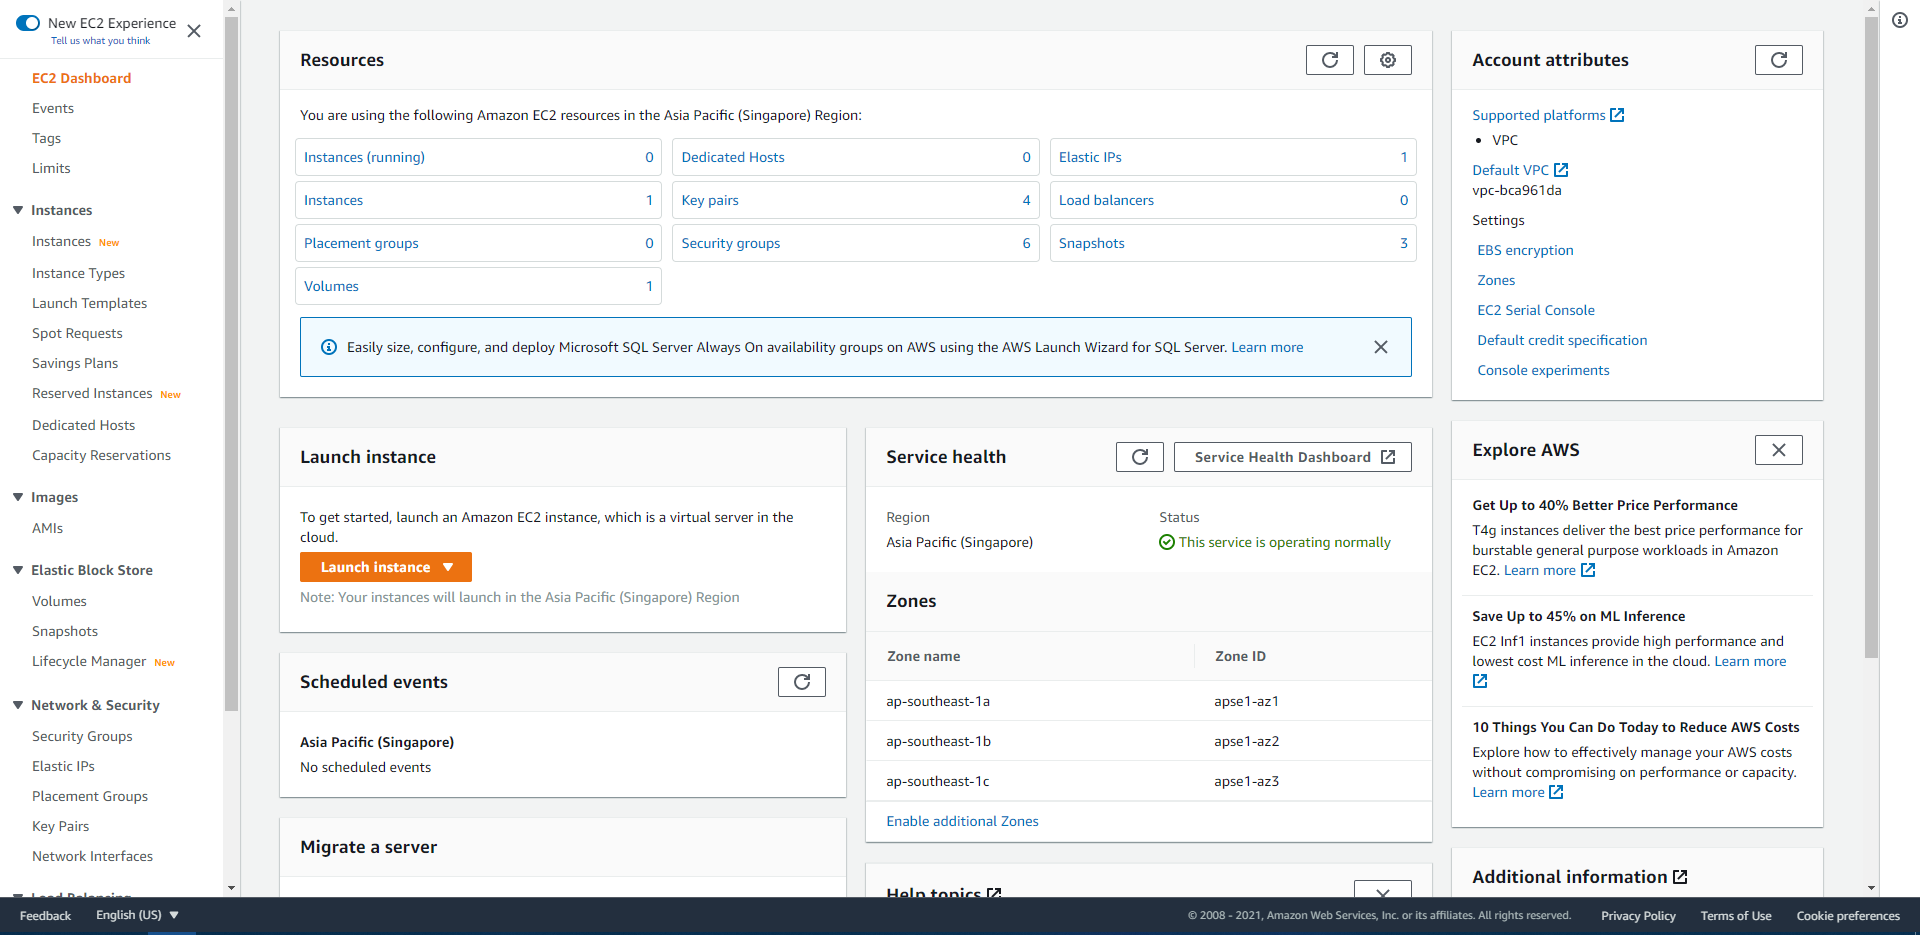 New EC2 Experience
Tell us what you think
EC2 Dashboard
Events
Tags
Limits
Instances
Instances New
Instance Types
Launch Templates
Spot Requests
Savings Plans
Reserved Instances New
Dedicated Hosts
Capacity Reservations
Images
AMIs
Elastic Block Store
Volumes
Snapshots
Lifecycle Manager New
Network & Security
Security Groups
Elastic IPs
Placement Groups
Key Pairs
Network Interfaces
Load Balancing
Resources
You are using the following Amazon EC2 resources in the Asia Pacific (Singapore) Region:
Instances (running) 0
Dedicated Hosts 0
Elastic IPs 1
Instances 1
Key pairs 4
Load balancers 0
Placement groups 0
Security groups 6
Snapshots 3
Volumes 1
Easily size, configure, and deploy Microsoft SQL Server Always On availability groups on AWS using the AWS Launch Wizard for SQL Server. Learn more
Launch instance
To get started, launch an Amazon EC2 instance, which is a virtual server in the
cloud.
Launch instance
Note: Your instances will launch in the Asia Pacific (Singapore) Region
Scheduled events
Asia Pacific (Singapore)
No scheduled events
Migrate a server
Service health
Service Health Dashboard
Region
Status
Asia Pacific (Singapore)
This service is operating normally
Zones
Zone name Zone ID
ap-southeast-1a apse1-az1
ap-southeast-1b apse1-az2
ap-southeast-1c apse1-az3
Enable additional Zones
Help topics
Account attributes
Supported platforms
• VPC
Default VPC
vpc-bca961da
Settings
EBS encryption
Zones
EC2 Serial Console
Default credit specification
Console experiments
Explore AWS
Get Up to 40% Better Price Performance
T4g instances deliver the best price performance for
burstable general purpose workloads in Amazon
EC2. Learn more
Save Up to 45% on ML Inference
EC2 Inf1 instances provide high performance and
lowest cost ML inference in the cloud. Learn more
10 Things You Can Do Today to Reduce AWS Costs
Explore how to effectively manage your AWS costs
without compromising on performance or capacity.
Learn more
Additional information
Feedback
English (US)
© 2008 - 2021, Amazon Web Services, Inc. or its affiliates. All rights reserved.
Privacy Policy
Terms of Use
Cookie preferences